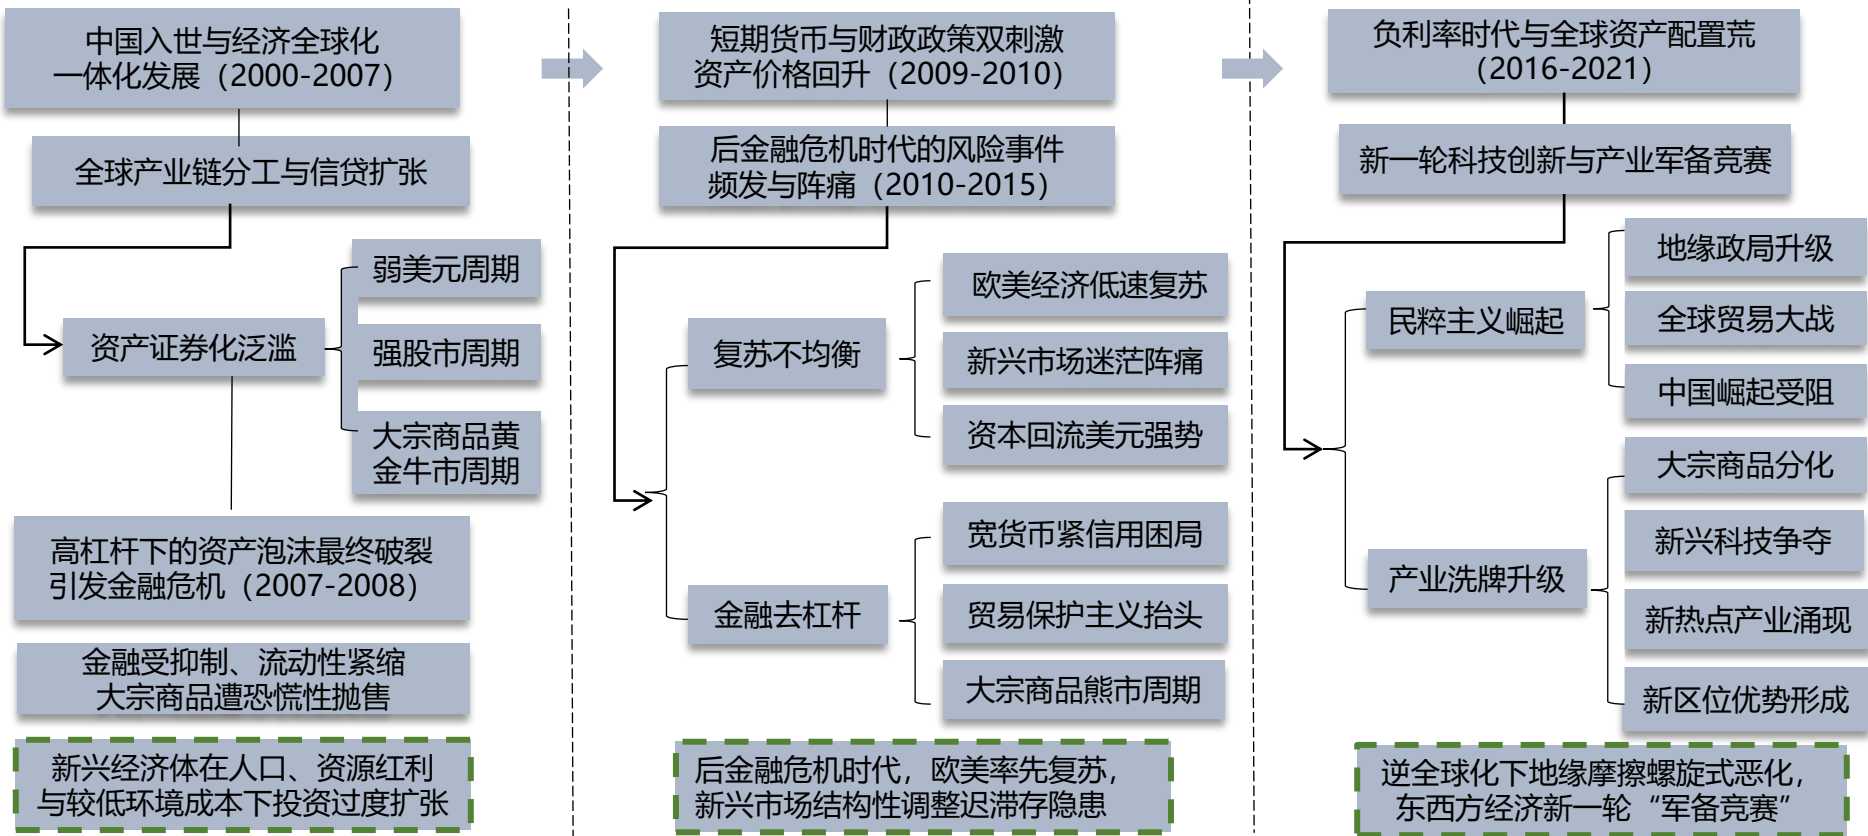 中国入世与经济全球化
一体化发展（2000-2007）
全球产业链分工与信贷扩张
资产证券化泛滥
弱美元周期
强股市周期
大宗商品黄
金牛市周期
高杠杆下的资产泡沫最终破裂
引发金融危机（2007-2008）
金融受抑制、流动性紧缩
大宗商品遭恐慌性抛售
新兴经济体在人口、资源红利
与较低环境成本下投资过度扩张
短期货币与财政政策双刺激
资产价格回升（2009-2010）
后金融危机时代的风险事件
频发与阵痛（2010-2015）
复苏不均衡
欧美经济低速复苏
新兴市场迷茫阵痛
资本回流美元强势
金融去杠杆
宽货币紧信用困局
贸易保护主义抬头
大宗商品熊市周期
后金融危机时代，欧美率先复苏，
新兴市场结构性调整迟滞存隐患
负利率时代与全球资产配置荒
（2016-2021）
新一轮科技创新与产业军备竞赛
民粹主义崛起
地缘政局升级
全球贸易大战
中国崛起受阻
产业洗牌升级
大宗商品分化
新兴科技争夺
新热点产业涌现
新区位优势形成
逆全球化下地缘摩擦螺旋式恶化，
东西方经济新一轮“军备竞赛”